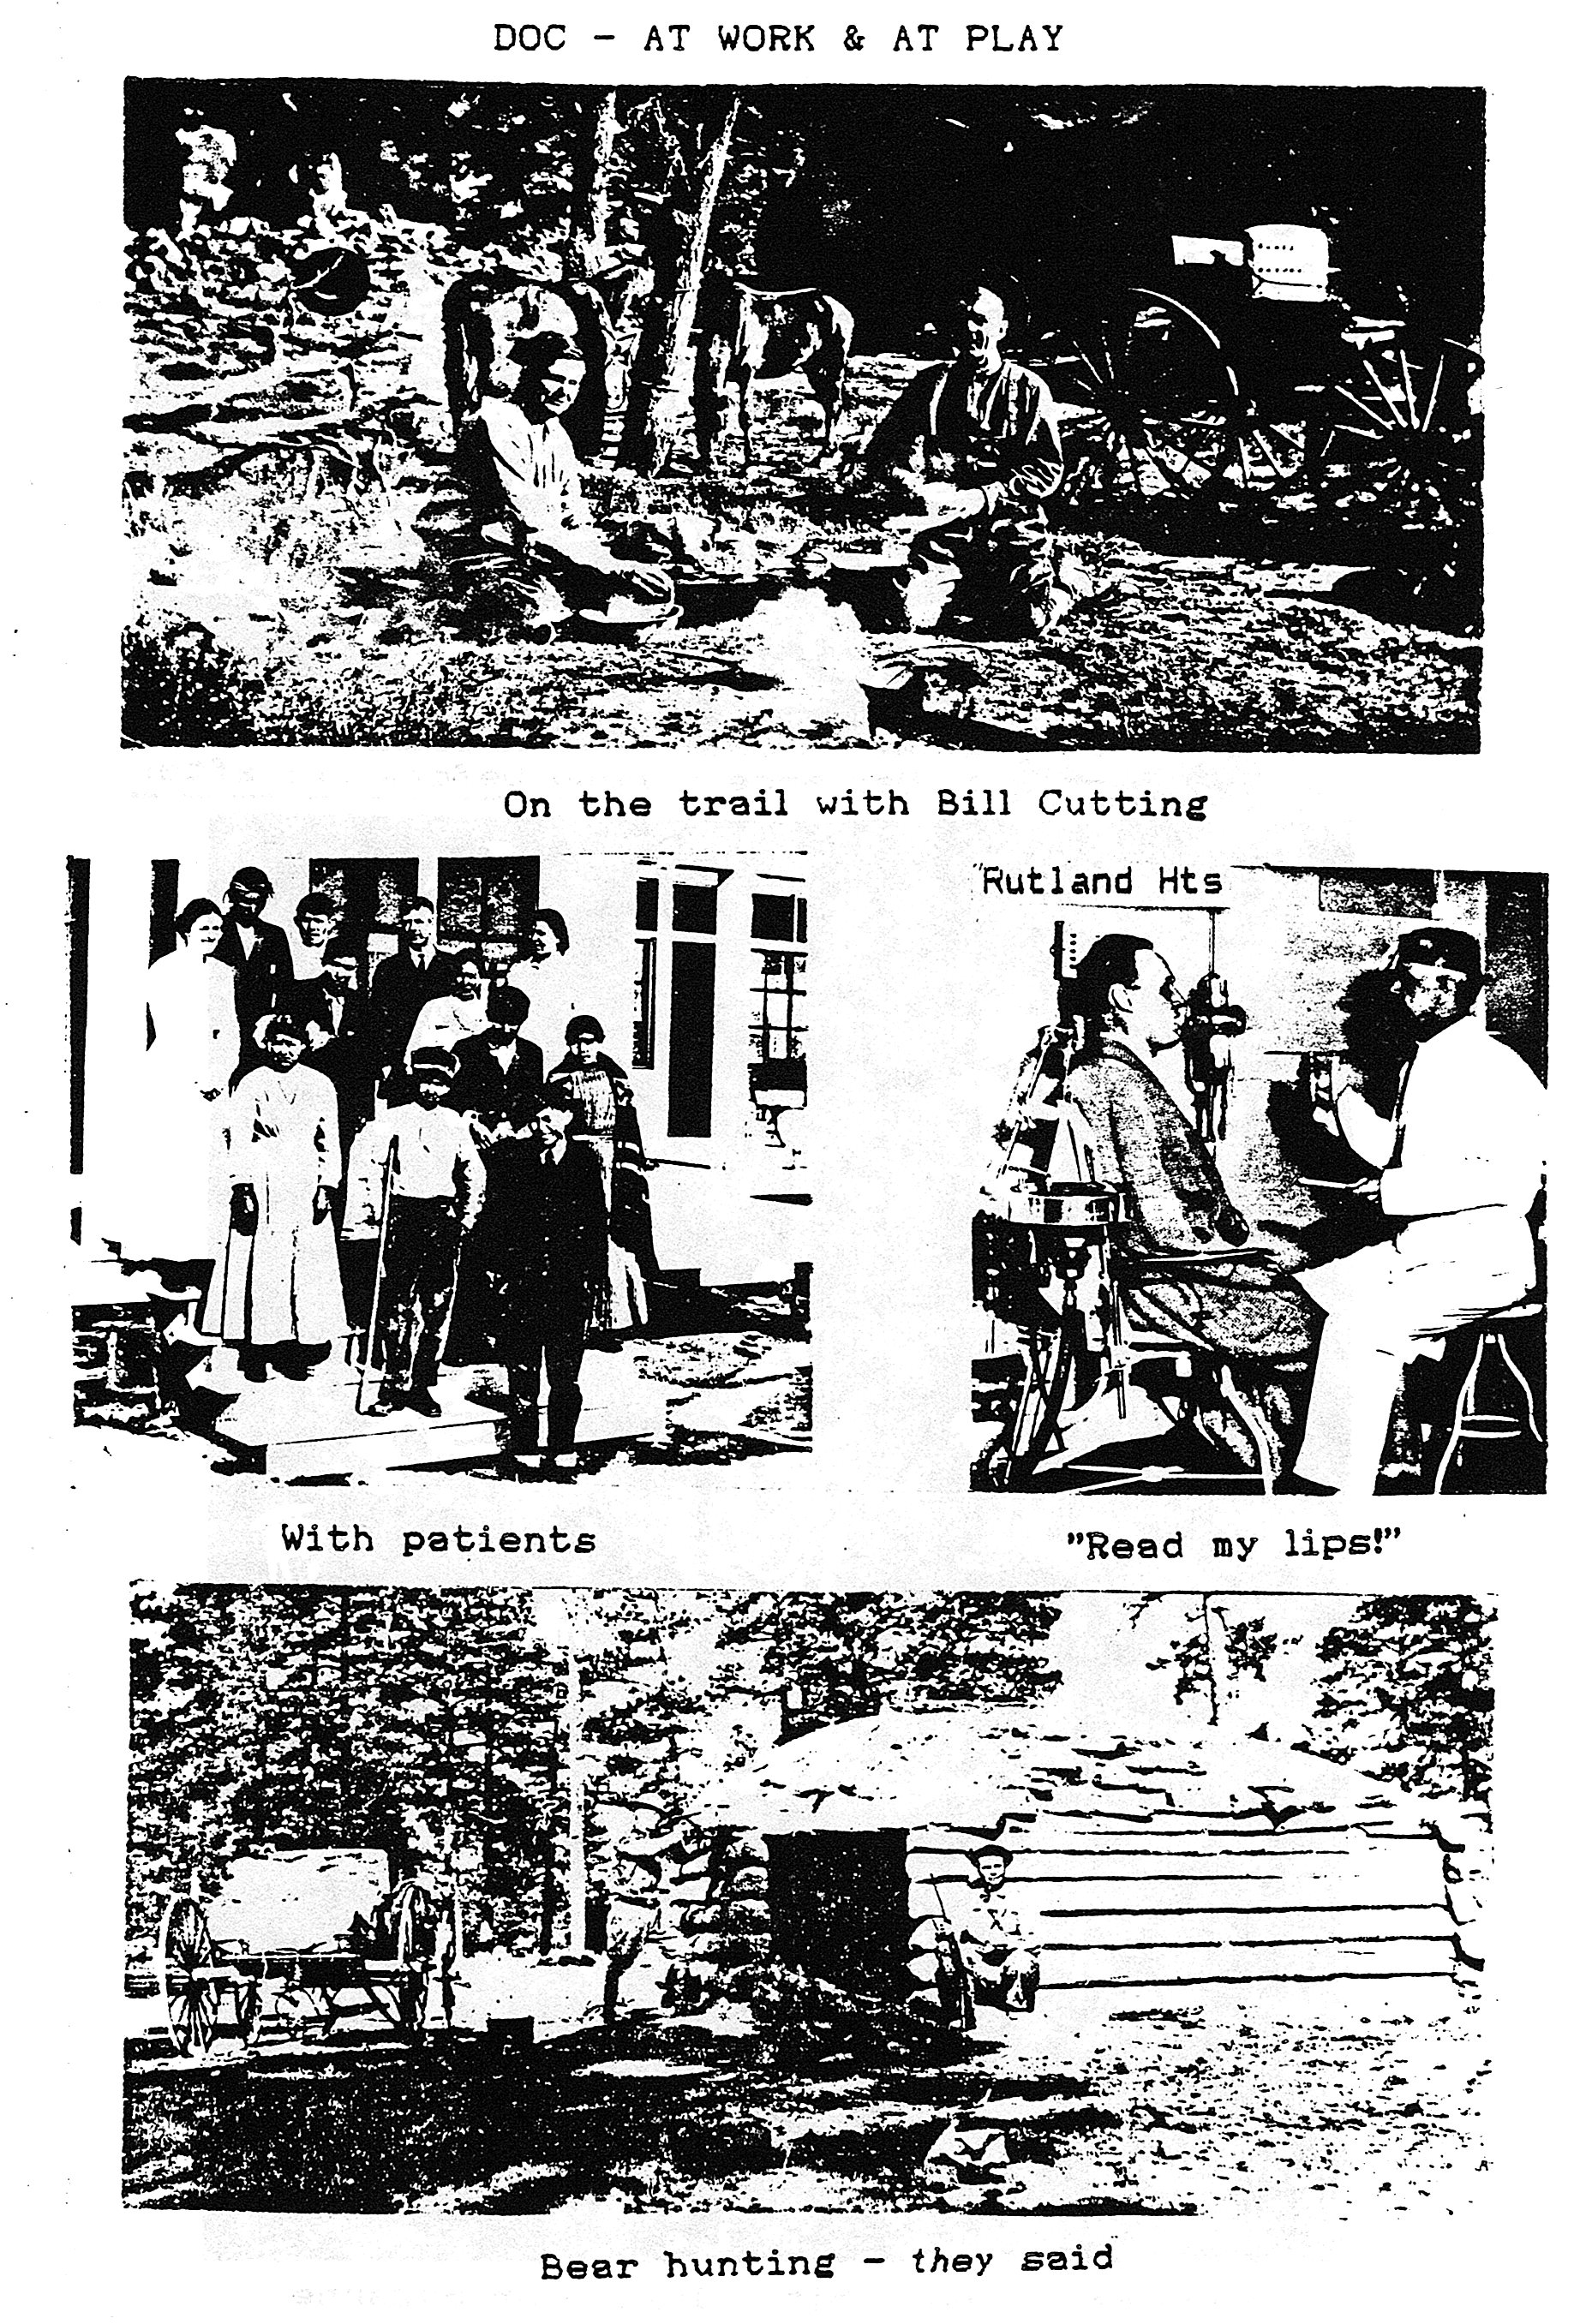 DOC - AT WORK & AT PLAY
On the trail with Bill Cutting
"Rutland Hts
With patients
"Read my lips!"
Bear hunting - they said